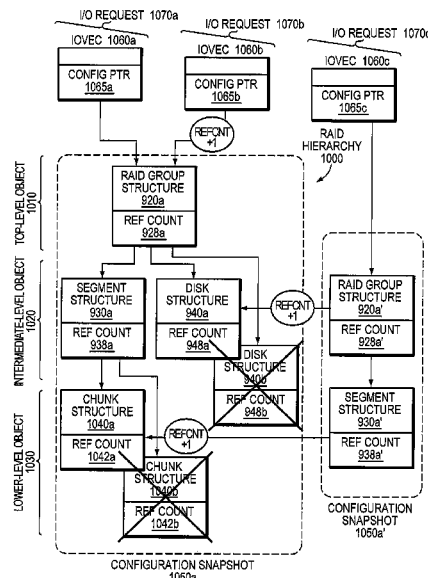 I/O REQUEST 1070a
I/O REQUEST 1070b
I/O REQUEST 1070c
IOVEC 1060a
CONFIG PTR
1065a
IOVEC 1060b
CONFIG PTR
1065b
IOVEC 1060c
CONFIG PTR
1065c
REFCNT
+1
RAID
HIERARCHY
1000
TOP-LEVEL OBJECT
1010
RAID GROUP
STRUCTURE
920a
REF COUNT
928a
INTERMEDIATE-LEVEL OBJECT
1020
SEGMENT
STRUCTURE
930a
REF COUNT
938a
DISK
STRUCTURE
940a
REF COUNT
948a
REFCNT
+1
RAID GROUP
STRUCTURE
920a'
REF COUNT
928a'
DISK
STRUCTURE
940b
REF COUNT
948b
LOWER-LEVEL OBJECT
1030
CHUNK
STRUCTURE
1040a
REF COUNT
1042a
REFCNT
+1
SEGMENT
STRUCTURE
930a'
REF COUNT
938a'
CHUNK
STRUCTURE
1040b
REF COUNT
1042b
CONFIGURATION
SNAPSHOT
1050a'
CONFIGURATION SNAPSHOT
1050a